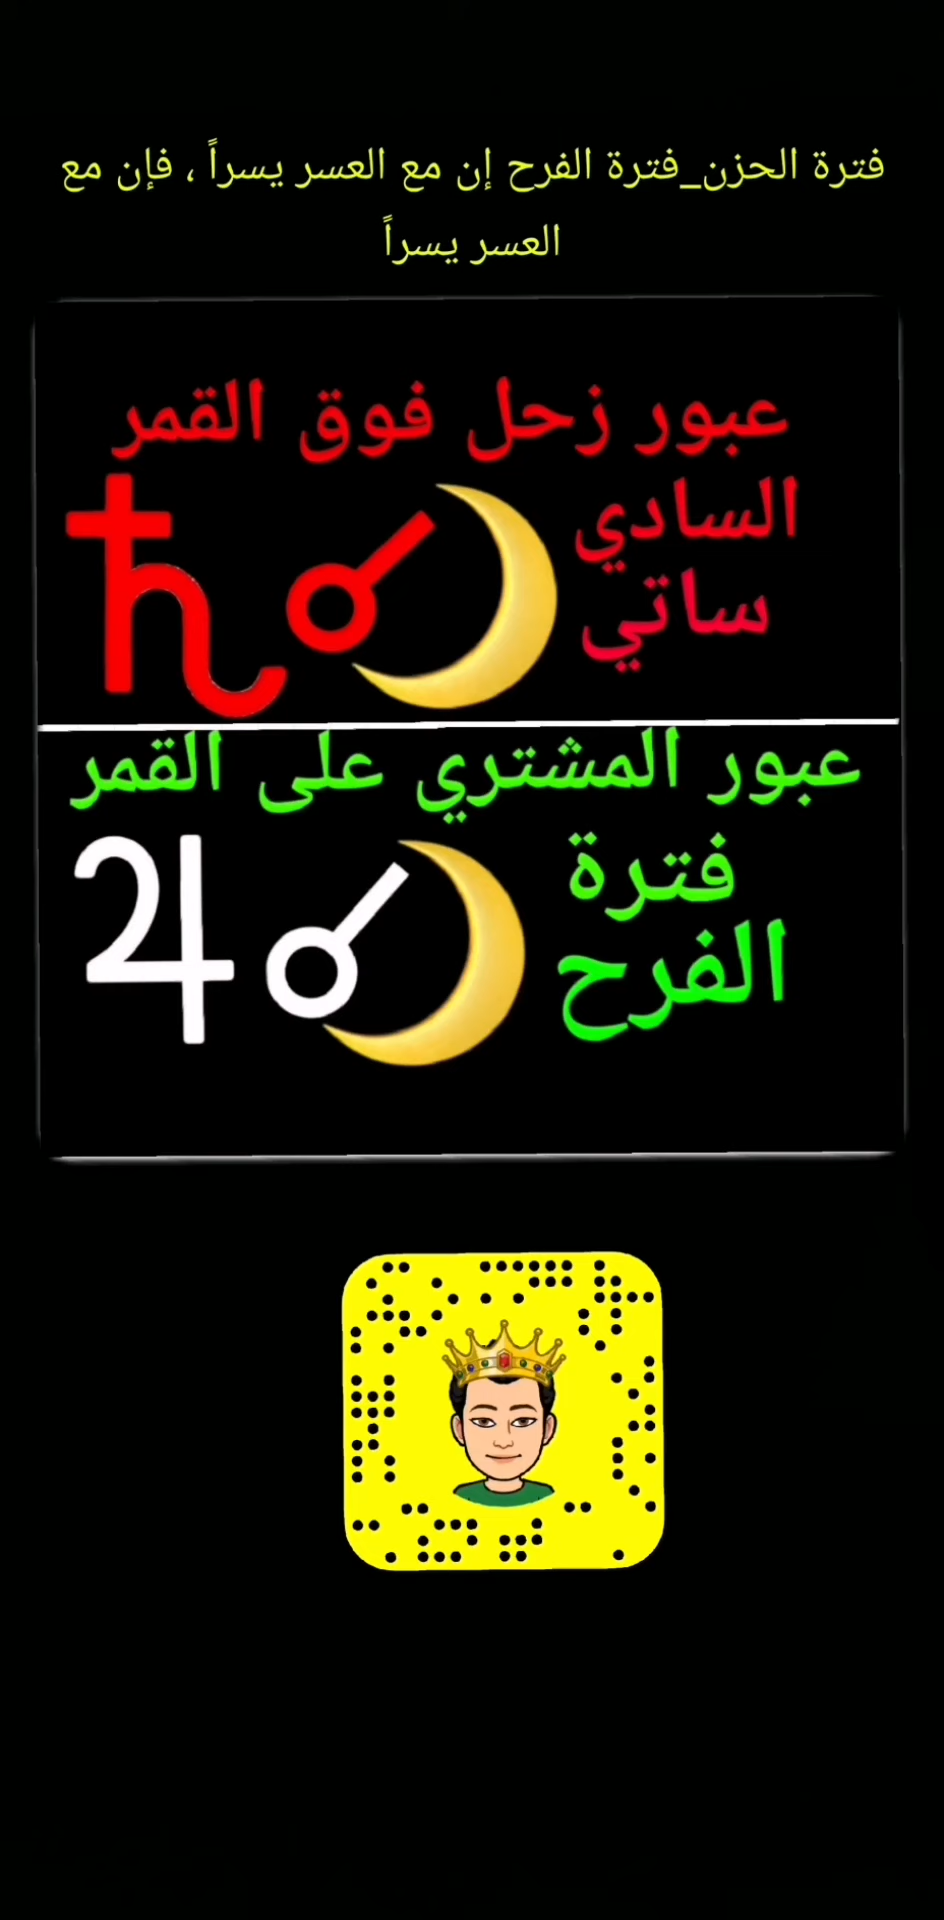 فترة الحزن_فترة الفرح إن مع العسر يسراً ، فإن مع
العسر يسراً
عبور زحل فوق القمر
السادي
ساتي
عبور المشتري على القمر
فترة
الفرح